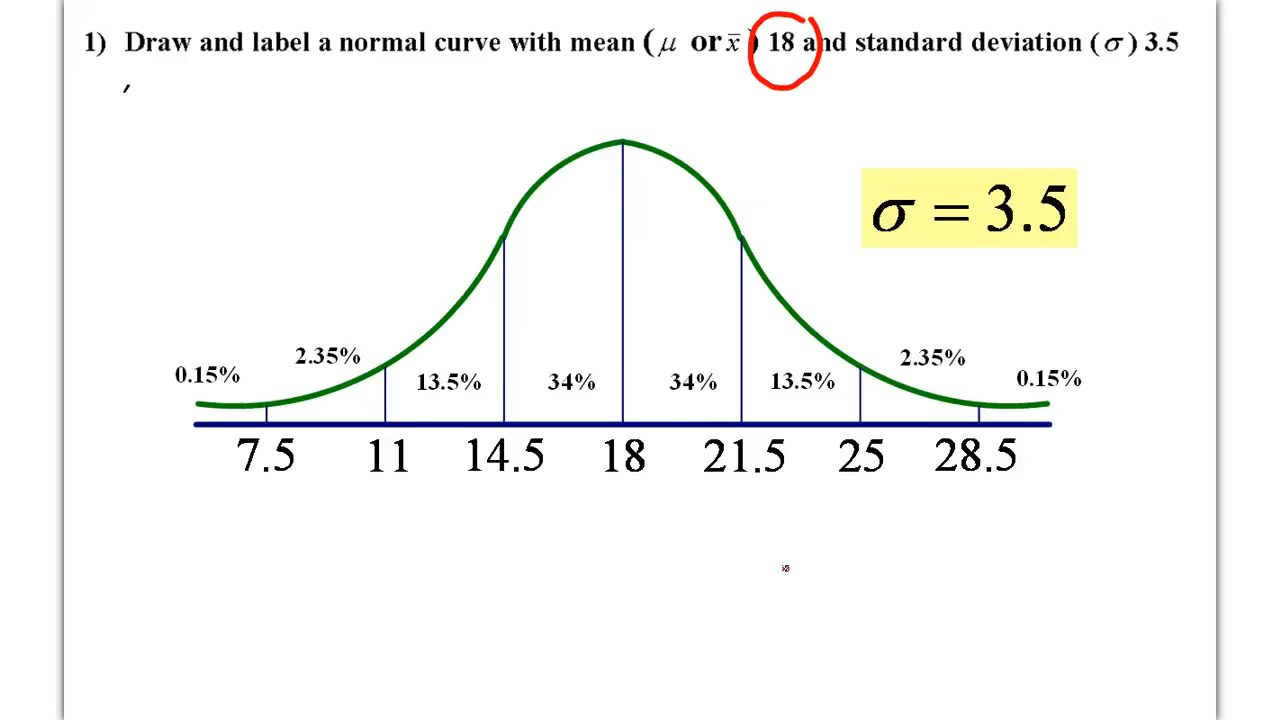 1) Draw and label a normal curve with mean (μ or x̄) 18 and standard deviation (σ) 3.5
,
σ = 3.5
0.15% 2.35% 13.5% 34% 34% 13.5% 2.35% 0.15%
7.5 11 14.5 18 21.5 25 28.5